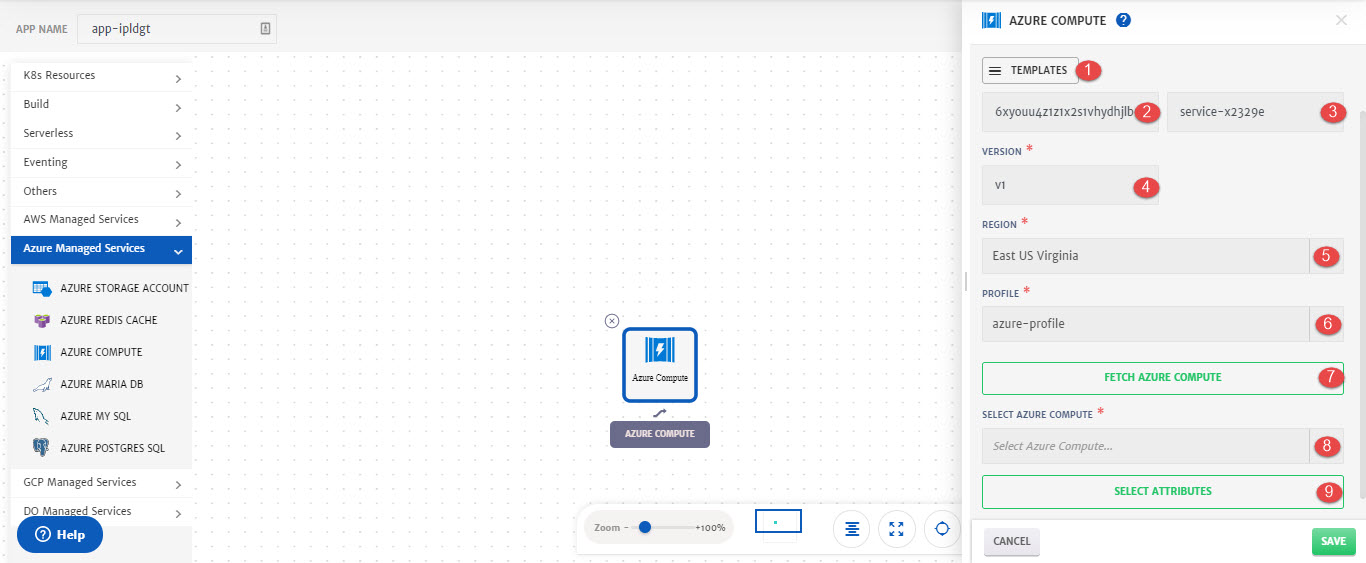 APP NAME
app-ipldgt
K8s Resources
Build
Serverless
Eventing
Others
AWS Managed Services
Azure Managed Services
AZURE STORAGE ACCOUNT
AZURE REDIS CACHE
AZURE COMPUTE
AZURE MARIA DB
AZURE MY SQL
AZURE POSTGRES SQL
GCP Managed Services
DO Managed Services
? Help
Azure Compute
AZURE COMPUTE
Zoom - +100%
AZURE COMPUTE ?
TEMPLATES 1
6xyouu4z1z1x2s1vhydhjlb 2
service-x2329e 3
VERSION *
v1 4
REGION *
East US Virginia 5
PROFILE *
azure-profile 6
FETCH AZURE COMPUTE 7
SELECT AZURE COMPUTE *
Select Azure Compute... 8
SELECT ATTRIBUTES 9
CANCEL
SAVE